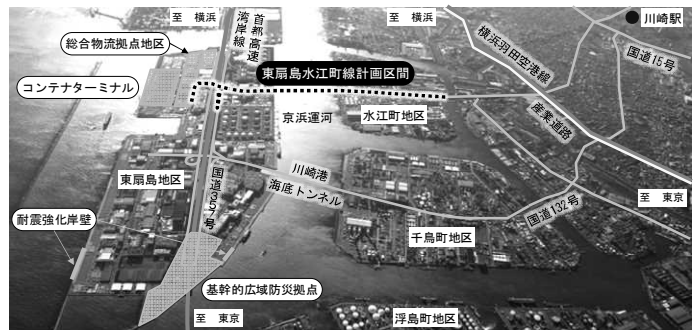 至 横浜
至 横浜
川崎駅
総合物流拠点地区
首都高速
湾岸線
横浜羽田空港線
国道15号
東扇島水江町線計画区間
コンテナターミナル
京浜運河
水江町地区
産業道路
東扇島地区
国道357号
川崎港
海底トンネル
至 東京
耐震強化岸壁
国道132号
千鳥町地区
基幹的広域防災拠点
至 東京
浮島町地区